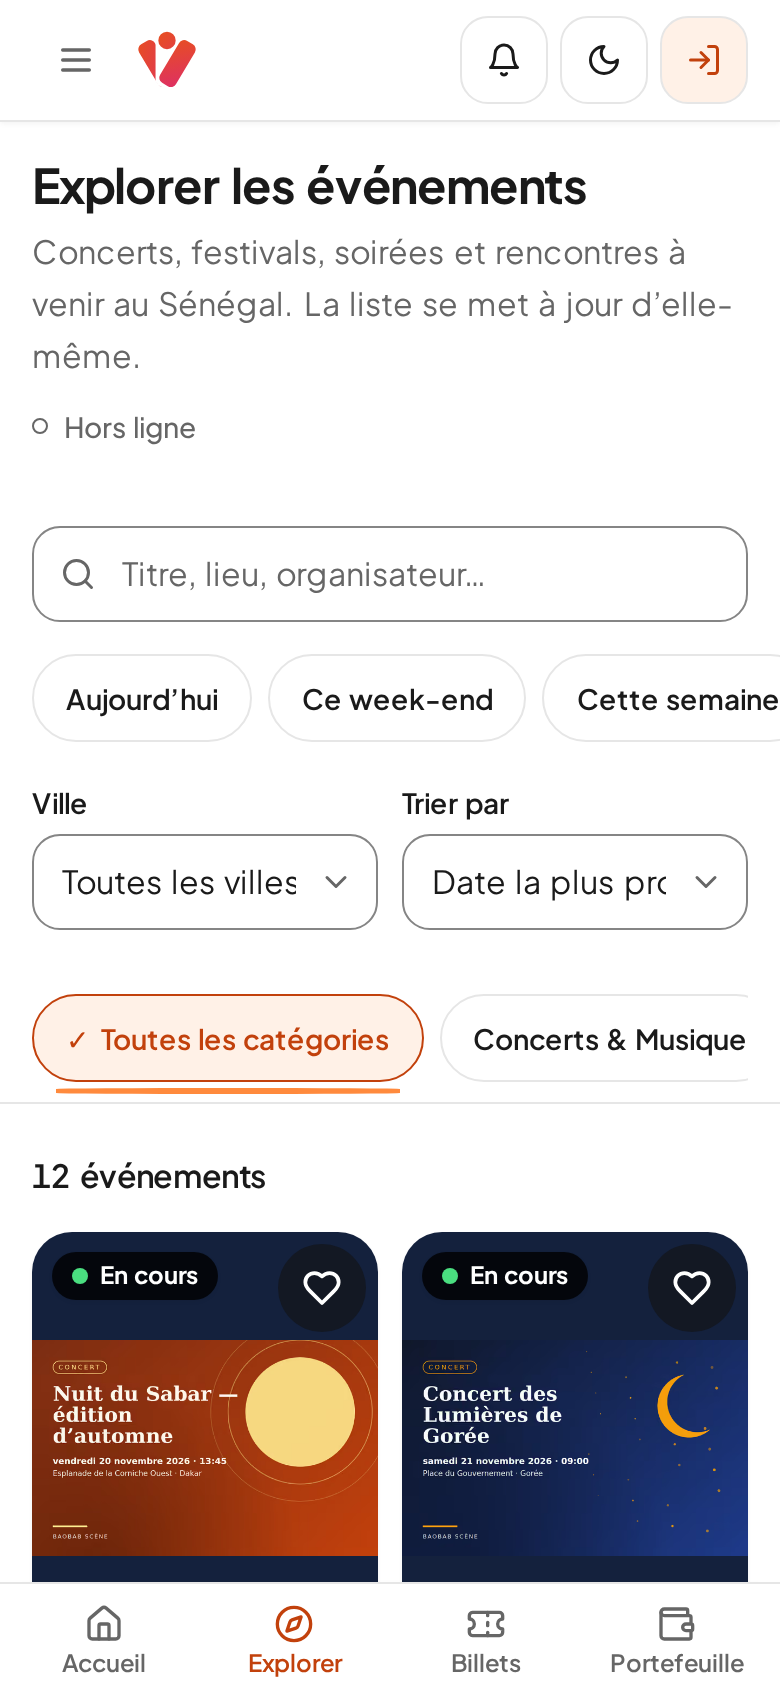 Explorer les événements
Concerts, festivals, soirées et rencontres à
venir au Sénégal. La liste se met à jour d’elle-
même.
Hors ligne
Titre, lieu, organisateur...
Aujourd’hui
Ce week-end
Cette semaine
Ville
Trier par
Toutes les villes
Date la plus pro
✓ Toutes les catégories
Concerts & Musique
12 événements
En cours
CONCERT
Nuit du Sabar —
édition
d’automne
vendredi 20 novembre 2026 · 13:45
Esplanade de la Corniche Ouest · Dakar
BAOBAB SCÈNE
En cours
CONCERT
Concert des
Lumières de
Gorée
samedi 21 novembre 2026 · 09:00
Place du Gouvernement · Gorée
BAOBAB SCÈNE
Accueil
Explorer
Billets
Portefeuille